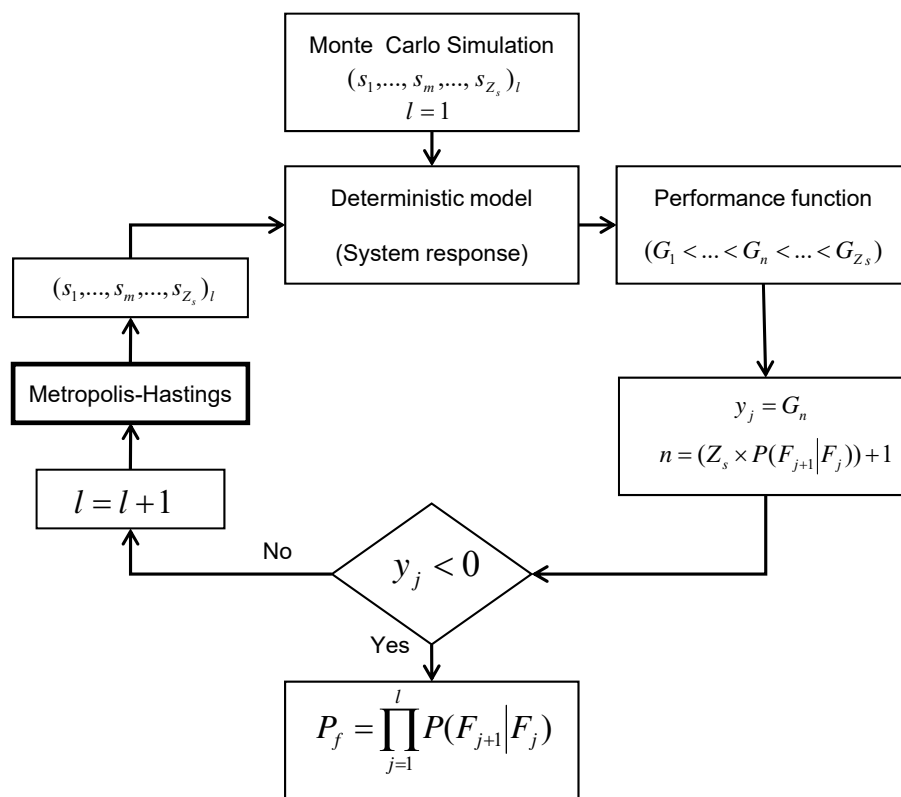 Monte Carlo Simulation
(s_1,..., s_m,..., s_{Z_s})_l
l = 1
Deterministic model
(System response)
Performance function
(G_1 < ... < G_n < ... < G_{Zs})
(s_1,..., s_m,..., s_{Z_s})_l
Metropolis-Hastings
y_j = G_n
n = (Z_s × P(F_{j+1}|F_j)) + 1
l = l + 1
No
y_j < 0
Yes
P_f = ∏_{j=1}^{l} P(F_{j+1}|F_j)